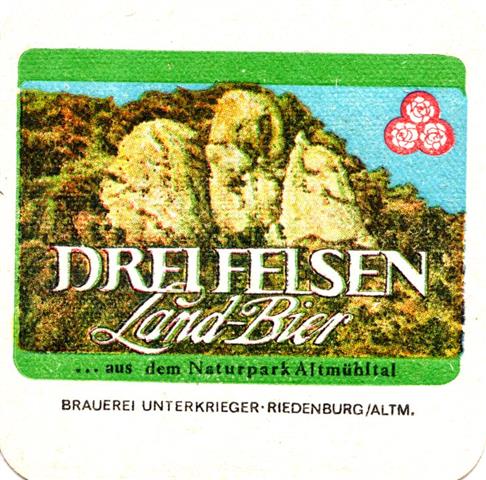 DREI FELSEN
Land-Bier
... aus dem Naturpark Altmühltal
BRAUEREI UNTERKRIEGER·RIEDENBURG/ALTM.